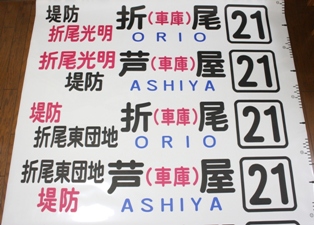 堤防
折尾光明
折(車庫)尾
ORIO
21
折尾光明
堤防
芦(車庫)屋
ASHIYA
21
堤防
折尾東団地
折(車庫)尾
ORIO
21
折尾東団地
堤防
芦(車庫)屋
ASHIYA
21